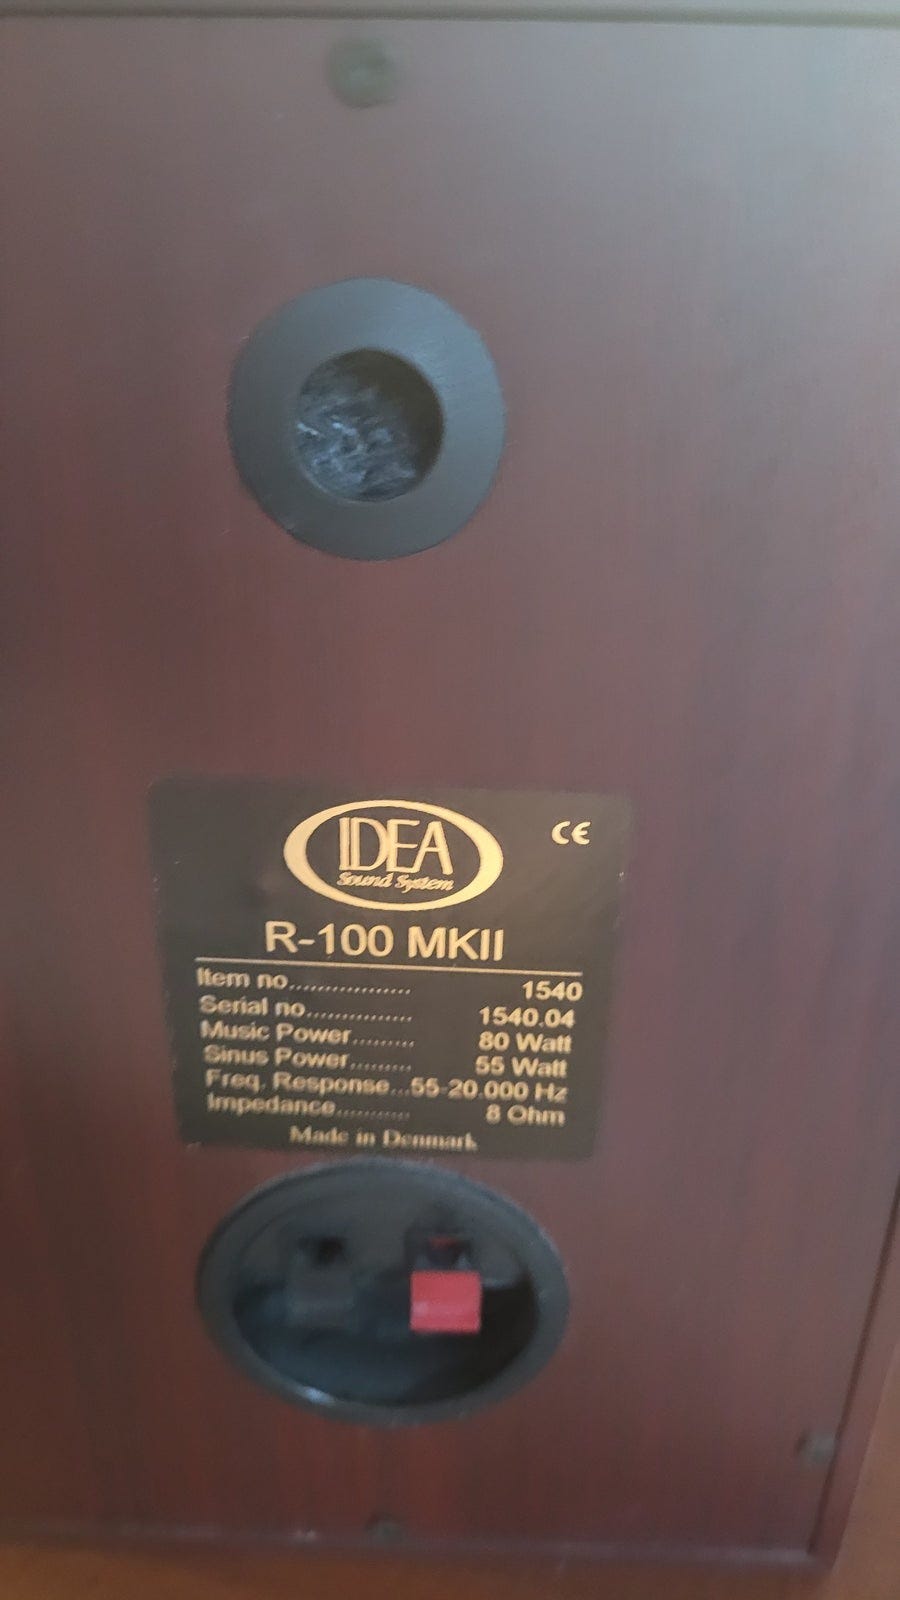 IDEA
Sound System
CE
R-100 MKII
Item no................. 1540
Serial no............... 1540.04
Music Power......... 80 Watt
Sinus Power......... 55 Watt
Freq. Response...55-20.000 Hz
Impedance........... 8 Ohm
Made in Denmark